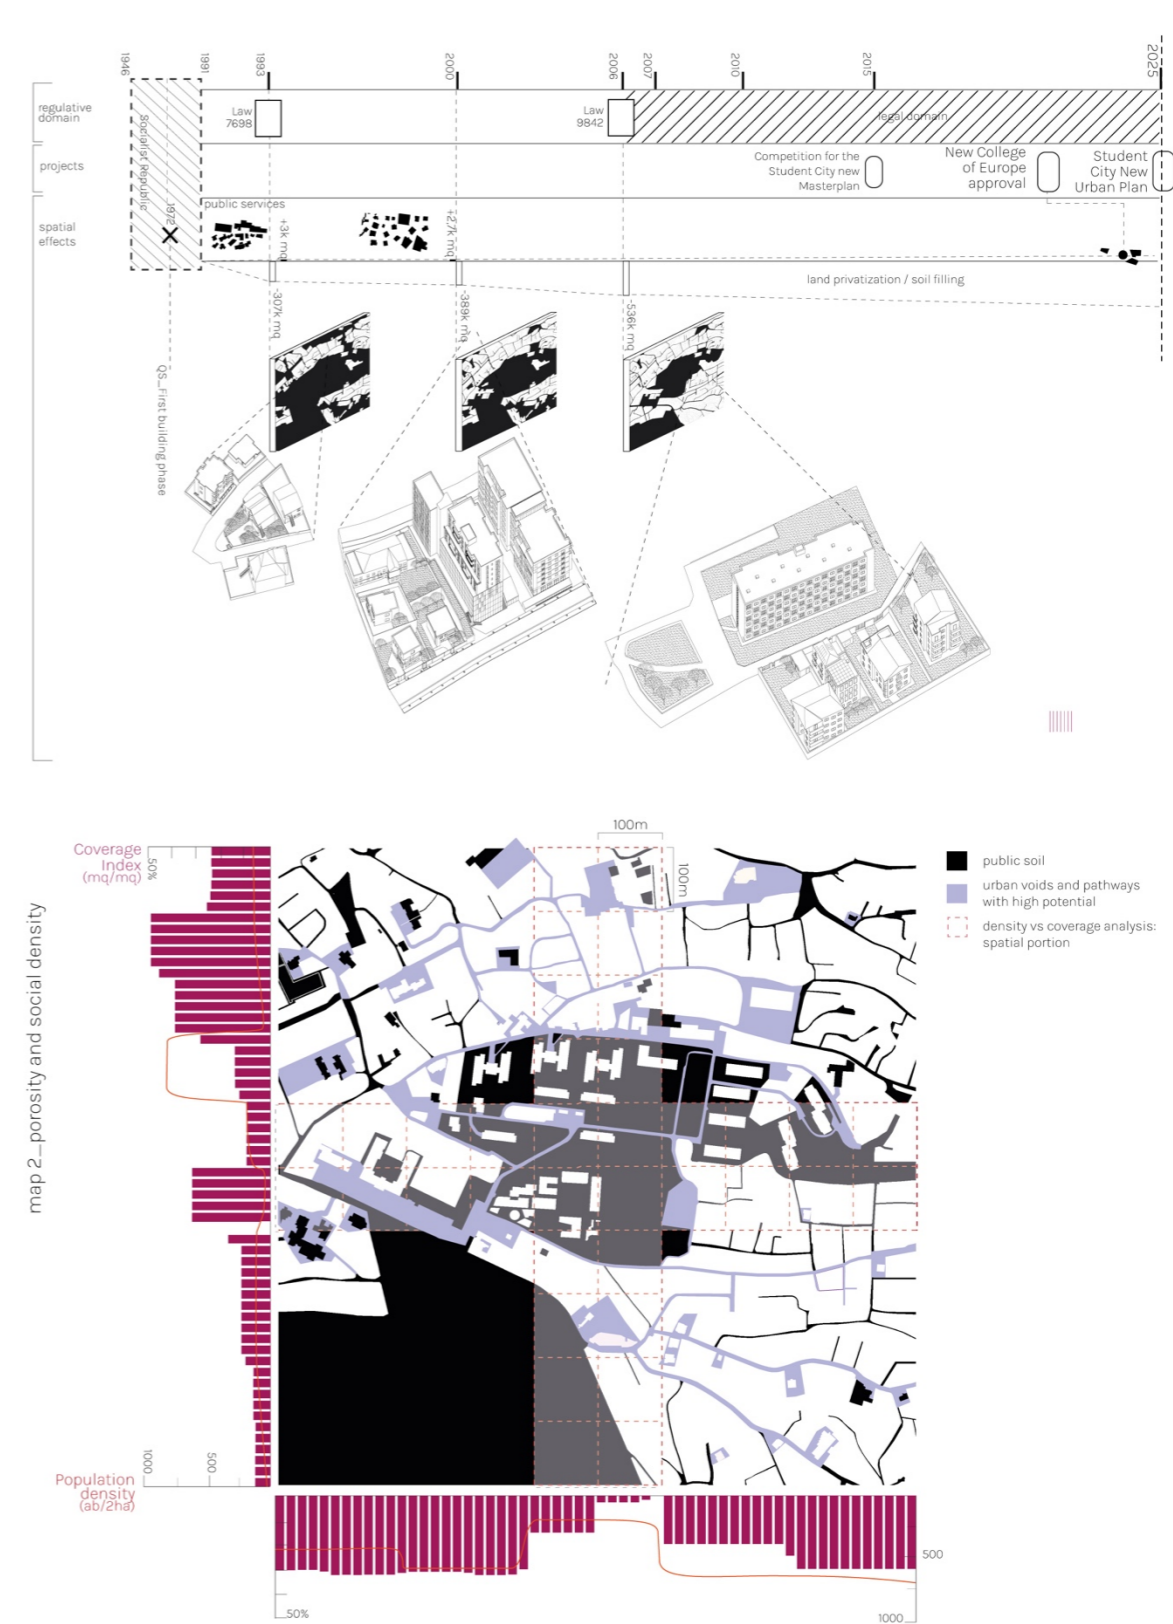 1946
1991
1993
2000
2006
2007
2010
2015
2025
regulative
domain
Socialist Republic
Law
7698
Law
9842
legal domain
projects
Competition for the
Student City new
Masterplan
New College
of Europe
approval
Student
City New
Urban Plan
spatial
effects
1972
public services
+3k mq
+27k mq
land privatization / soil filling
-307k mq
-389k mq
-536k mq
QS_First building phase
map 2_porosity and social density
Coverage
Index
(mq/mq)
50%
100m
100m
public soil
urban voids and pathways
with high potential
density vs coverage analysis:
spatial portion
1000
500
Population
density
(ab/2ha)
500
50%
1000